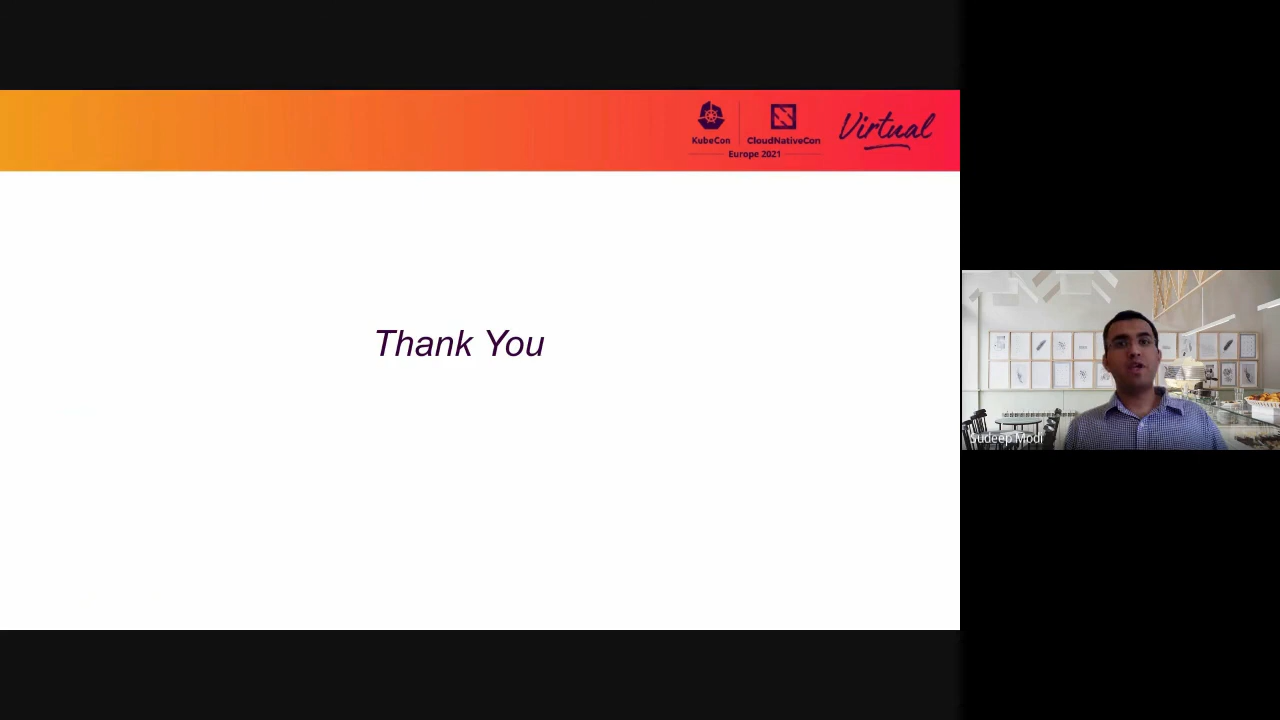 KubeCon
CloudNativeCon
Europe 2021
Virtual
Thank You
Sudeep Modi